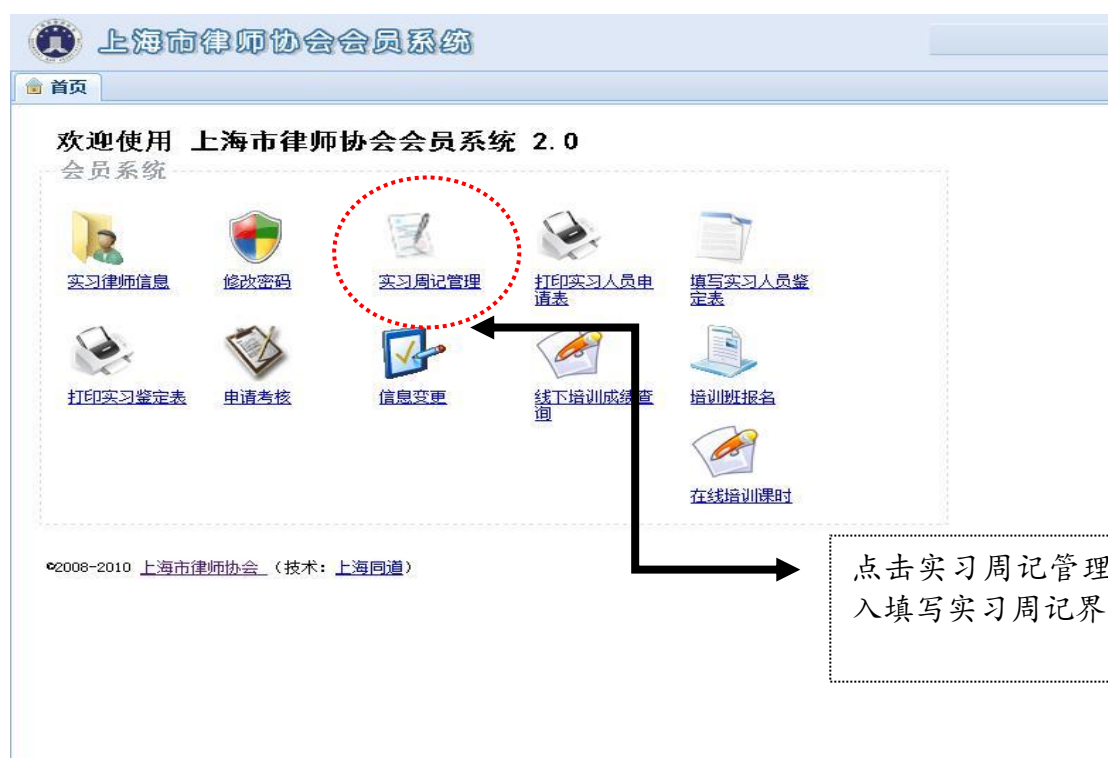 上海市律师协会会员系统
首页
欢迎使用 上海市律师协会会员系统 2.0
会员系统
实习律师信息
修改密码
实习周记管理
打印实习人员申
请表
填写实习人员鉴
定表
打印实习鉴定表
申请考核
信息变更
线下培训成绩查
询
培训班报名
在线培训课时
©2008-2010 上海市律师协会 (技术: 上海同道)
点击实习周记管理
入填写实习周记界